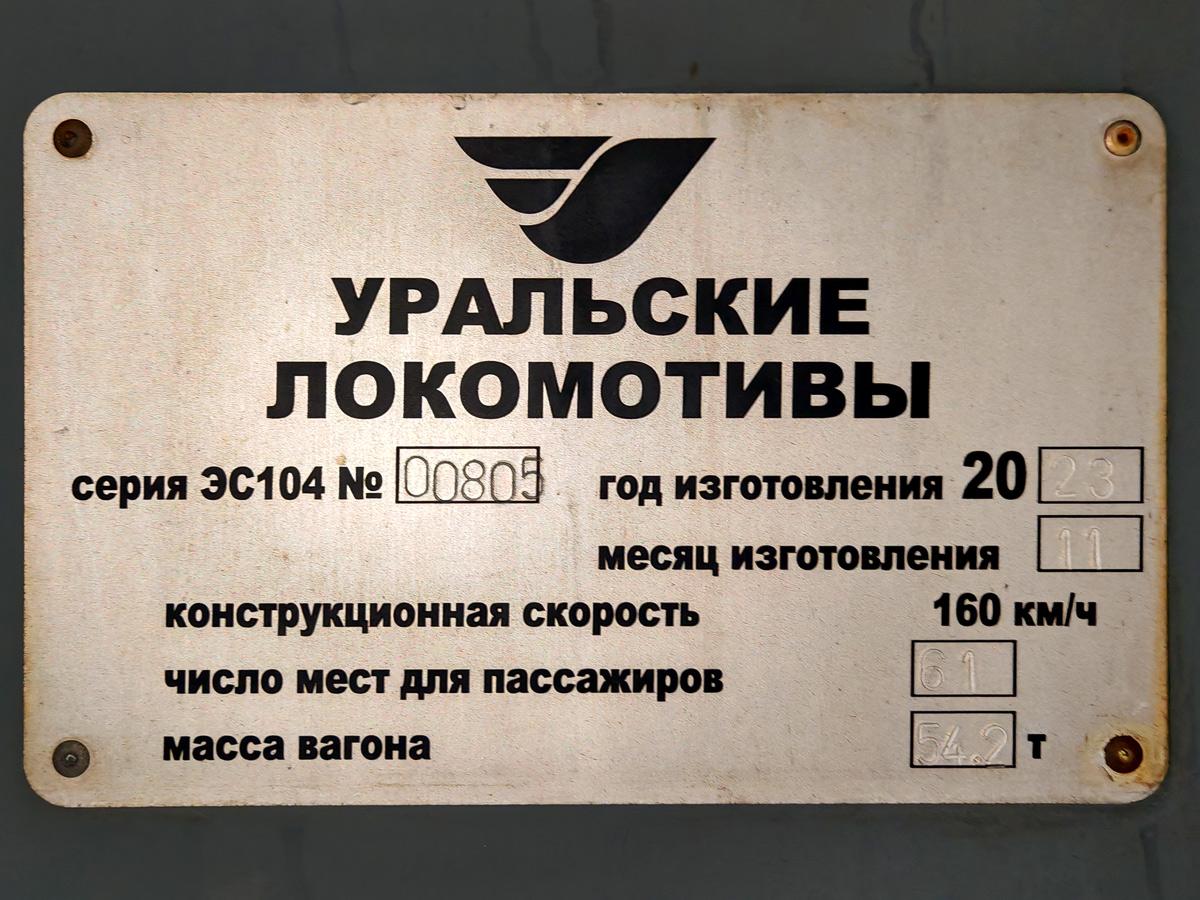 УРАЛЬСКИЕ
ЛОКОМОТИВЫ
серия ЭС104 № 00805 год изготовления 20 23
месяц изготовления 11
конструкционная скорость 160 км/ч
число мест для пассажиров 61
масса вагона 54.2 т